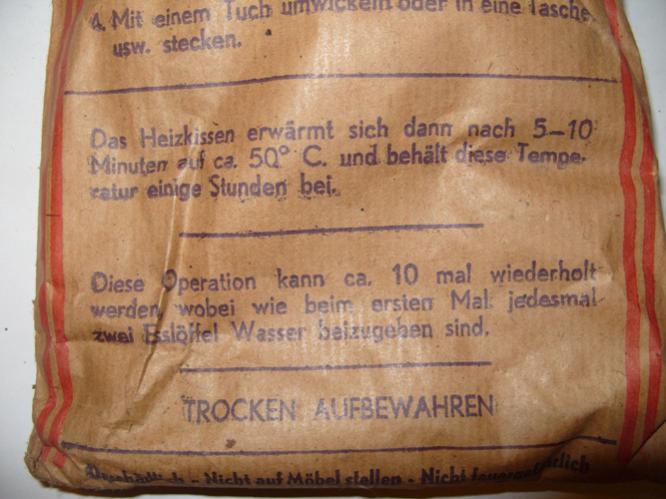 4. Mit einem Tuch umwickeln oder in eine Tasche
usw. stecken.
Das Heizkissen erwärmt sich dann nach 5-10
Minuten auf ca. 50° C. und behält diese Tempe-
ratur einige Stunden bei.
Diese Operation kann ca. 10 mal wiederholt
werden, wobei wie beim ersten Mal jedesmal
zwei Esslöffel Wasser beizugeben sind.
TROCKEN AUFBEWAHREN
Unschädlich - Nicht auf Möbel stellen - Nicht feuergefährlich